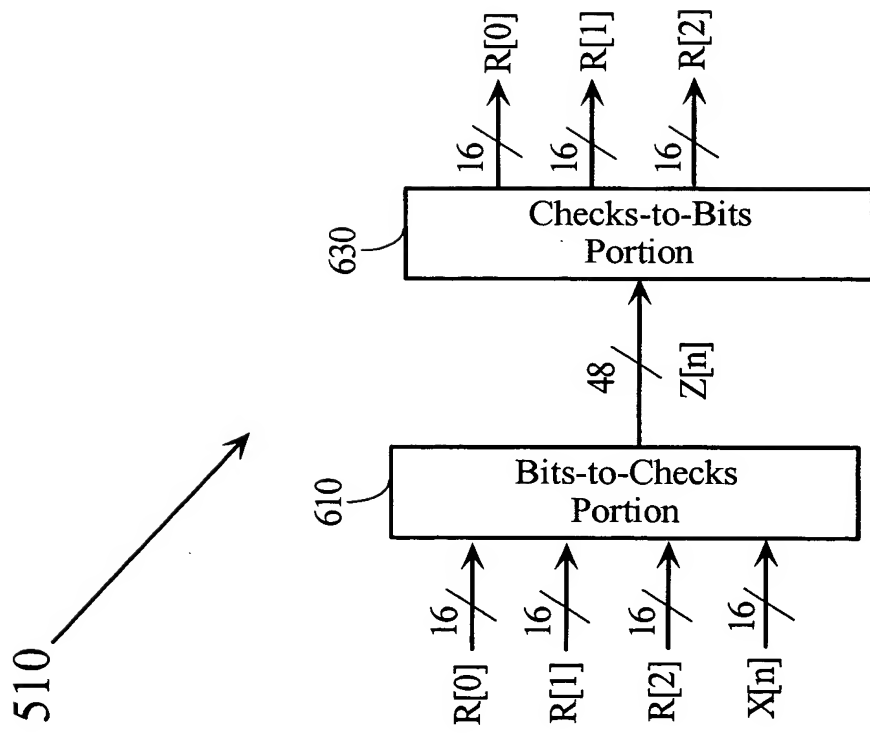 510
610
Bits-to-Checks
Portion
16
R[0]
16
R[1]
16
R[2]
16
X[n]
48
Z[n]
630
Checks-to-Bits
Portion
16
R[0]
16
R[1]
16
R[2]